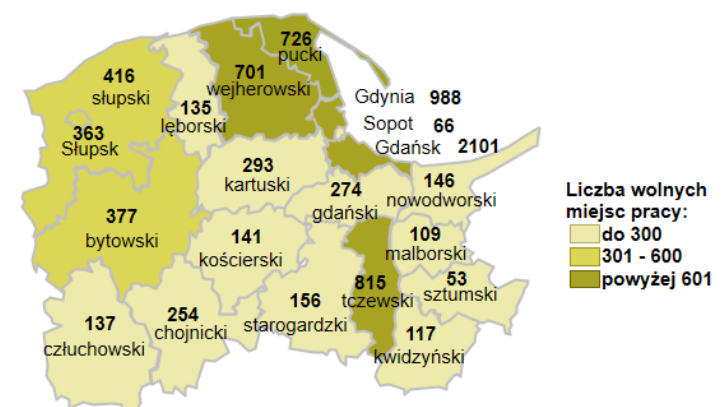 726
pucki
701
wejherowski
416
słupski
135
lęborski
363
Słupsk
Gdynia 988
Sopot 66
Gdańsk 2101
293
kartuski
274
gdański
146
nowodworski
377
bytowski
141
kościerski
109
malborski
815
tczewski
53
sztumski
137
człuchowski
254
chojnicki
156
starogardzki
117
kwidzyński
Liczba wolnych
miejsc pracy:
do 300
301 - 600
powyżej 601